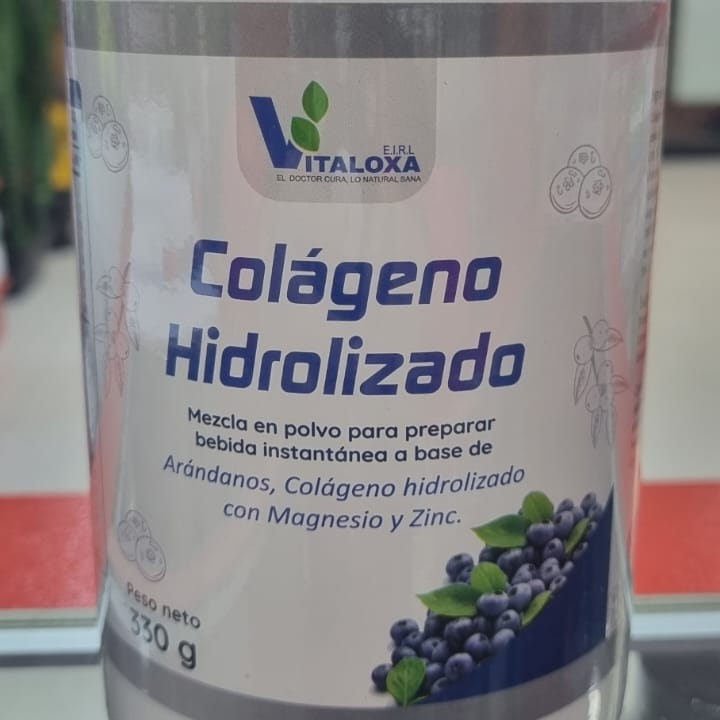 E.I.R.L
VITALOXA
EL DOCTOR CURA, LO NATURAL SANA
Colágeno
Hidrolizado
Mezcla en polvo para preparar
bebida instantánea a base de
Arándanos, Colágeno hidrolizado
con Magnesio y Zinc.
Peso neto
330 g